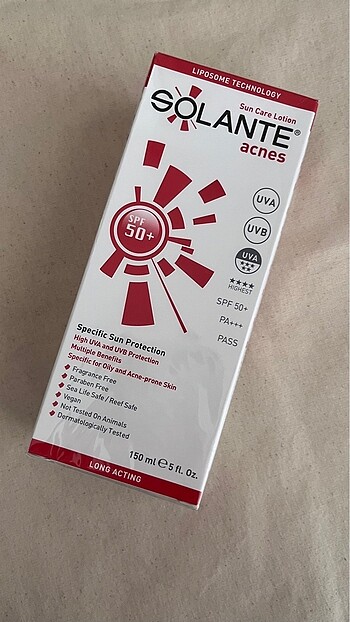 LIPOSOME TECHNOLOGY
Sun Care Lotion
SOLANTE®
acnes
SPF
50+
UVA
UVB
UVA
HIGHEST
SPF 50+
PA+++
PASS
Specific Sun Protection
High UVA and UVB Protection
Multiple Benefits
Specific for Oily and Acne-prone Skin
Fragrance Free
Paraben Free
Sea Life Safe / Reef Safe
Vegan
Not Tested On Animals
Dermatologically Tested
150 ml ℮ 5 fl. Oz.
LONG ACTING